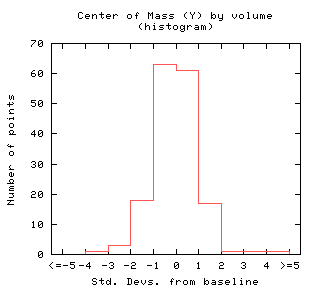 Center of Mass (Y) by volume
(histogram)
70
60
50
40
30
20
10
0
Number of points
<=-5 -4 -3 -2 -1 0 1 2 3 4 >=5
Std. Devs. from baseline